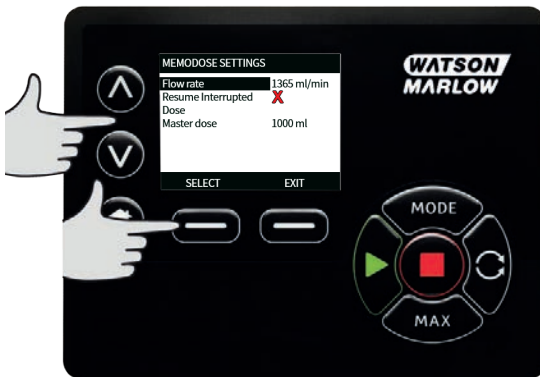 MEMODOSE SETTINGS
Flow rate 1365 ml/min
Resume Interrupted
Dose
Master dose 1000 ml
SELECT EXIT
WATSON
MARLOW
MODE
MAX